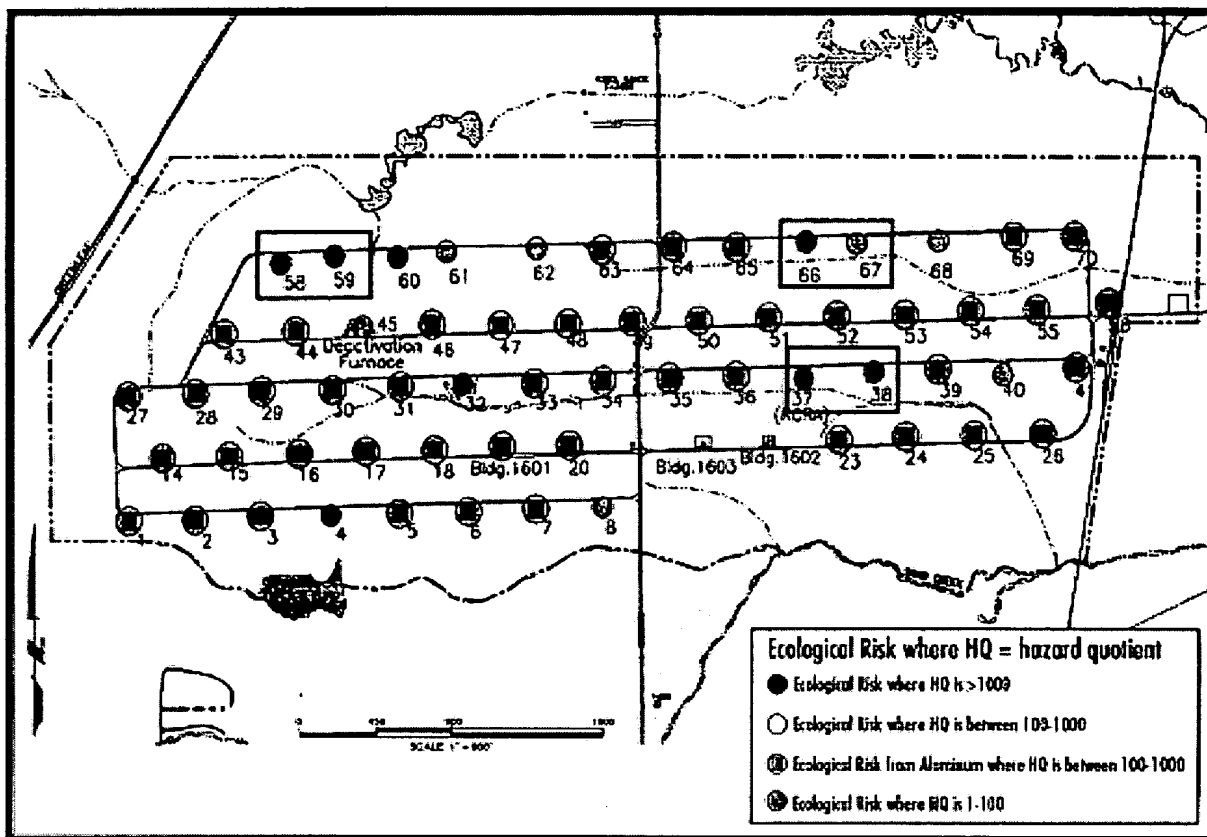 58 59 60 61 62 63 64 65 66 67 68 69
43 44 45 46 47 48 49 50 51 52 53 54 55
Deactivation
Furnace
27 28 29 30 31 32 33 34 35 36 37 38 39 40
14 15 16 17 18 Bldg.1601 20 Bldg.1603 Bldg.1602 23 24 25 26
1 2 3 4 5 6 7 8
Ecological Risk where HQ = hazard quotient
Ecological Risk where HQ is >1000
Ecological Risk where HQ is between 100-1000
Ecological Risk from Aluminum where HQ is between 100-1000
Ecological Risk where HQ is 1-100
0
SCALE 1" = 900'